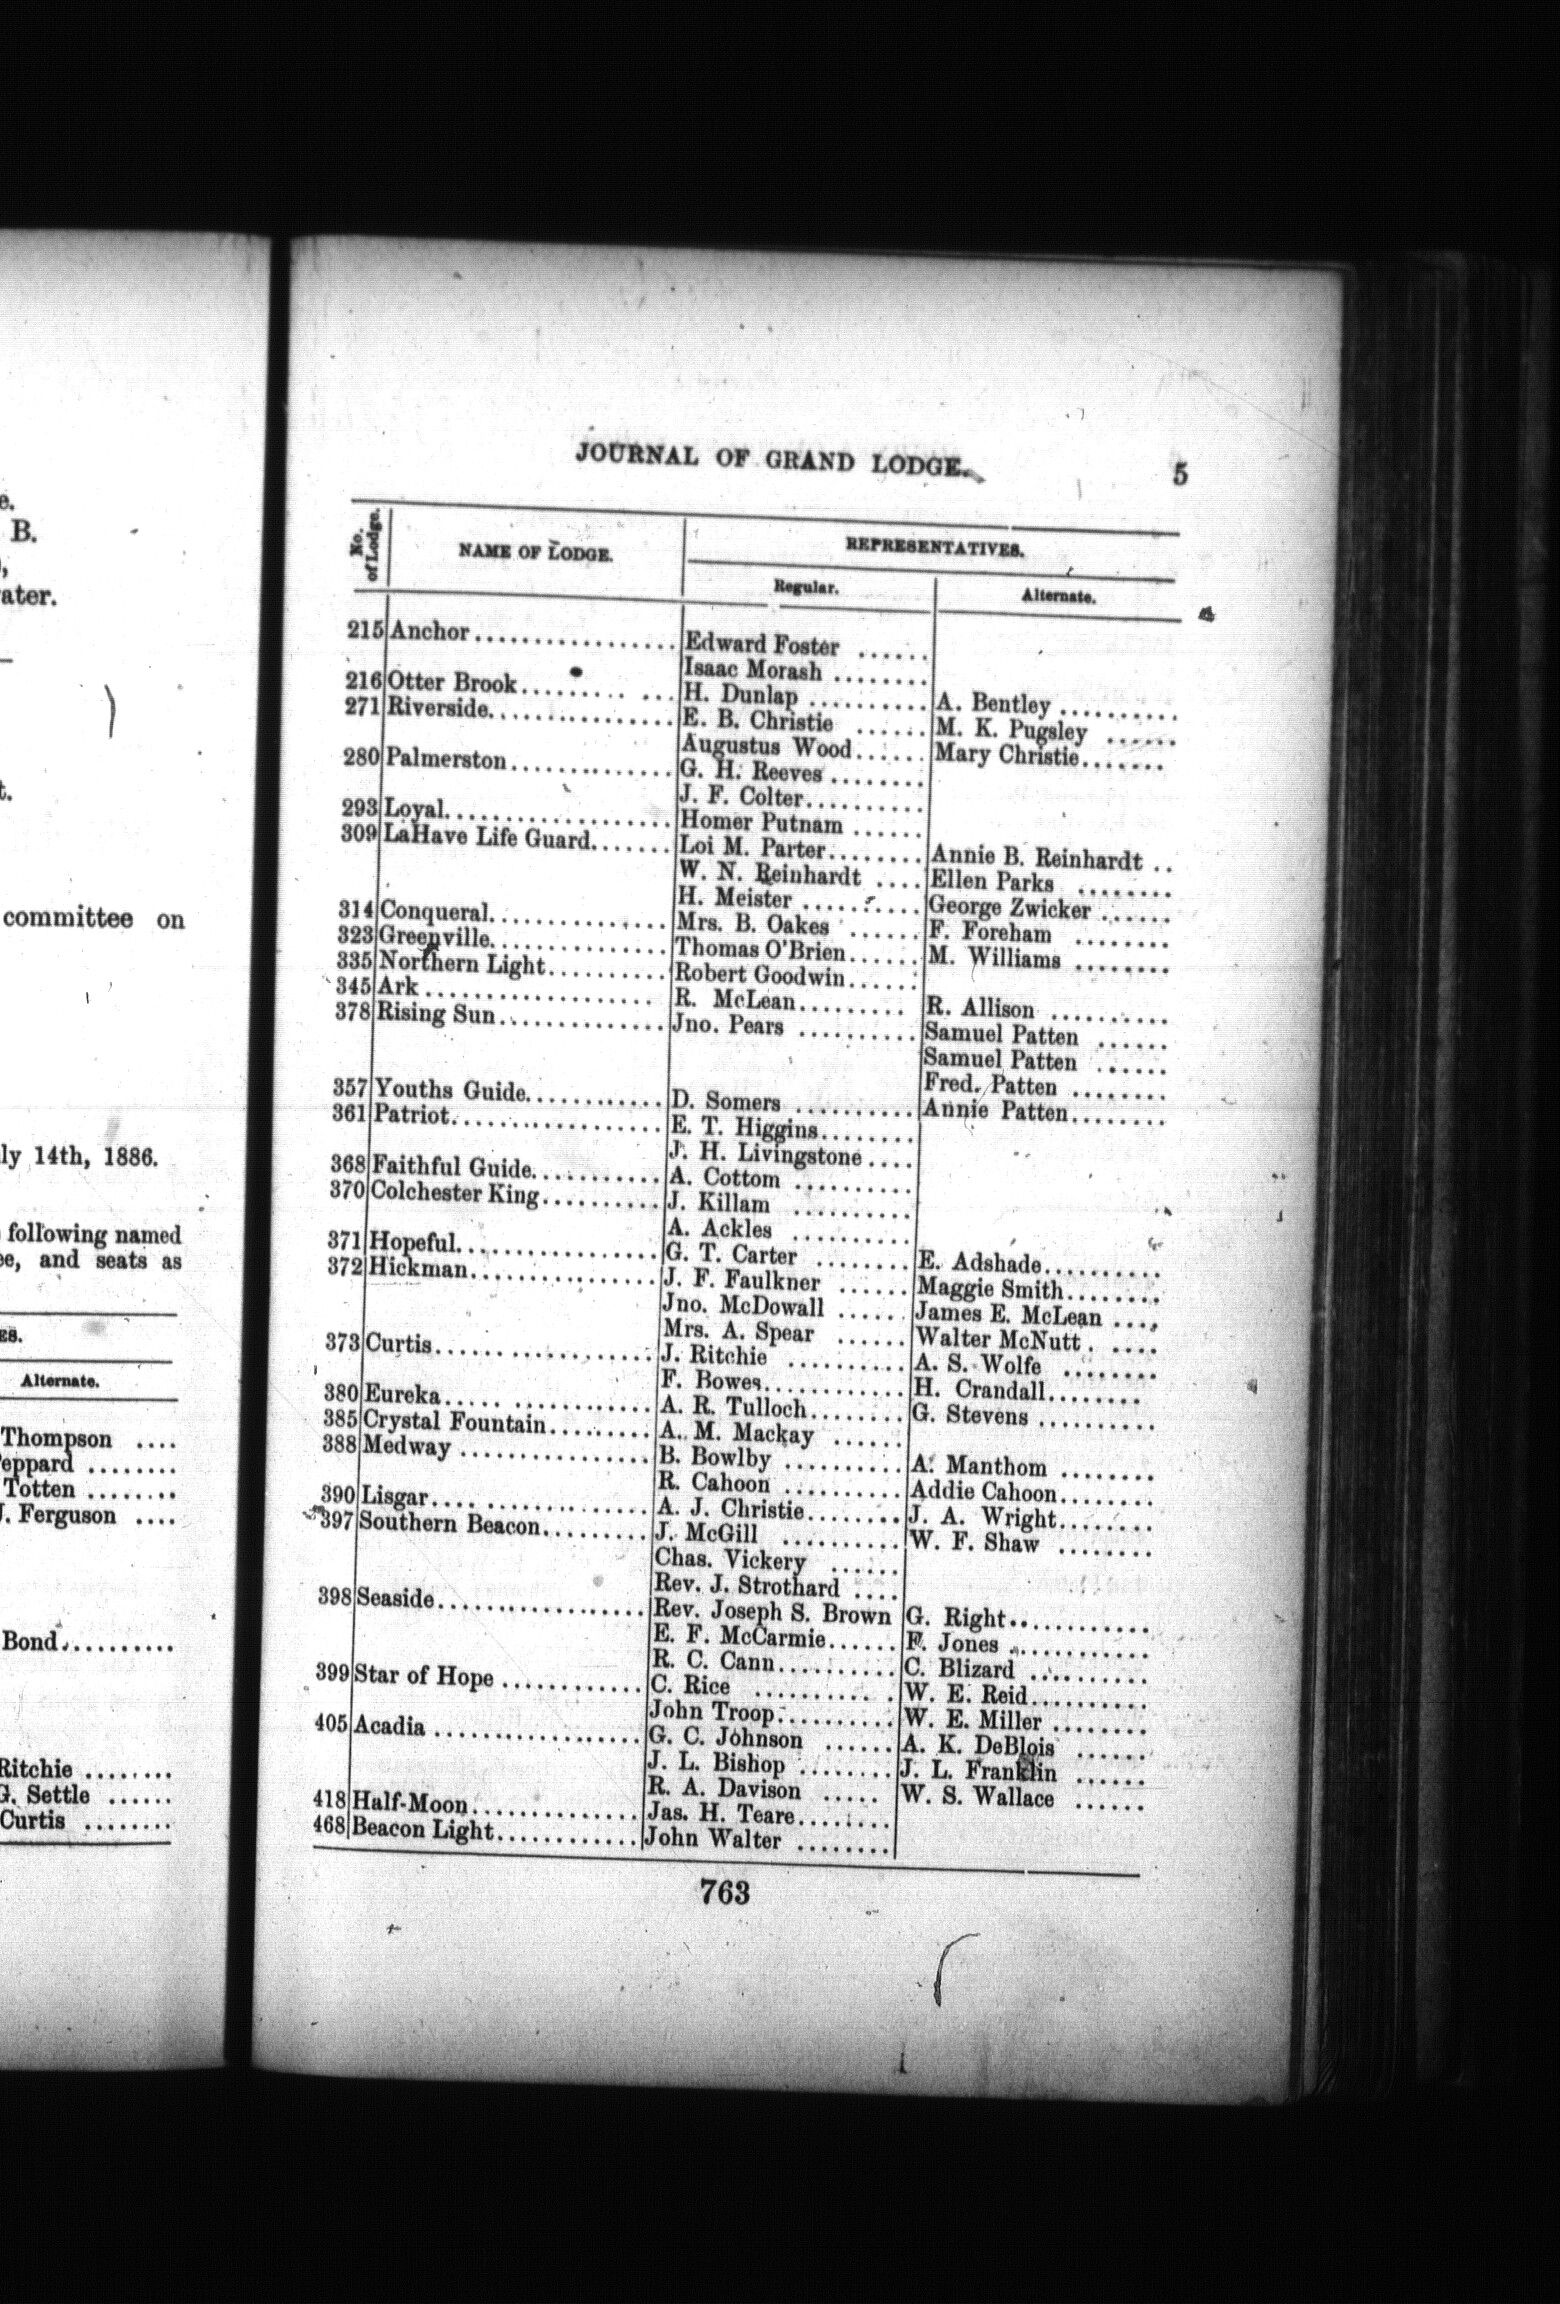 e.
B.
,
ater.
t.
committee on
ly 14th, 1886.
following named
ee, and seats as
ES.
Alternate.
Thompson ....
eppard ........
Totten ........
J. Ferguson ....
Bond..........
Ritchie ........
G. Settle ......
Curtis ........
JOURNAL OF GRAND LODGE. 5
No. of Lodge. NAME OF LODGE. REPRESENTATIVES.
Regular. Alternate.
215 Anchor................. Edward Foster ......
Isaac Morash ........
216 Otter Brook......... ... H. Dunlap .......... A. Bentley ..........
271 Riverside................ E. B. Christie ...... M. K. Pugsley ......
Augustus Wood...... Mary Christie.......
280 Palmerston.............. G. H. Reeves ........
J. F. Colter..........
293 Loyal................... Homer Putnam ......
309 LaHave Life Guard....... Loi M. Parter........ Annie B. Reinhardt ..
W. N. Reinhardt .... Ellen Parks ........
H. Meister .......... George Zwicker ......
314 Conqueral............... Mrs. B. Oakes ...... F. Foreham ........
323 Greenville............... Thomas O'Brien...... M. Williams ........
335 Northern Light.......... Robert Goodwin......
345 Ark ................... R. McLean......... R. Allison ..........
378 Rising Sun.............. Jno. Pears .......... Samuel Patten ......
Samuel Patten ......
Fred. Patten ........
357 Youths Guide............ D. Somers .......... Annie Patten........
361 Patriot.................. E. T. Higgins........
J. H. Livingstone....
368 Faithful Guide........... A. Cottom ..........
370 Colchester King.......... J. Killam ..........
A. Ackles ..........
371 Hopeful................. G. T. Carter ........ E. Adshade..........
372 Hickman................ J. F. Faulkner ...... Maggie Smith........
Jno. McDowall ...... James E. McLean ....
Mrs. A. Spear ...... Walter McNutt. ....
373 Curtis................... J. Ritchie .......... A. S. Wolfe ........
F. Bowes............ H. Crandall........
380 Eureka..... ............ A. R. Tulloch........ G. Stevens ..........
385 Crystal Fountain......... A. M. Mackay ......
388 Medway ................ B. Bowlby .......... A. Manthom ........
R. Cahoon .......... Addie Cahoon........
390 Lisgar.... .............. A. J. Christie........ J. A. Wright........
397 Southern Beacon......... J. McGill .......... W. F. Shaw ........
Chas. Vickery ......
Rev. J. Strothard ....
398 Seaside.................. Rev. Joseph S. Brown G. Right............
E. F. McCarmie...... F. Jones ............
R. C. Cann.......... C. Blizard ..........
399 Star of Hope ............ C. Rice .......... . W. E. Reid..........
John Troop.......... W. E. Miller ........
405 Acadia .................. G. C. Johnson ...... A. K. DeBlois ......
J. L. Bishop ........ J. L. Franklin ......
R. A. Davison ..... W. S. Wallace ......
418 Half-Moon.............. Jas. H. Teare........
468 Beacon Light............ John Walter ........
763